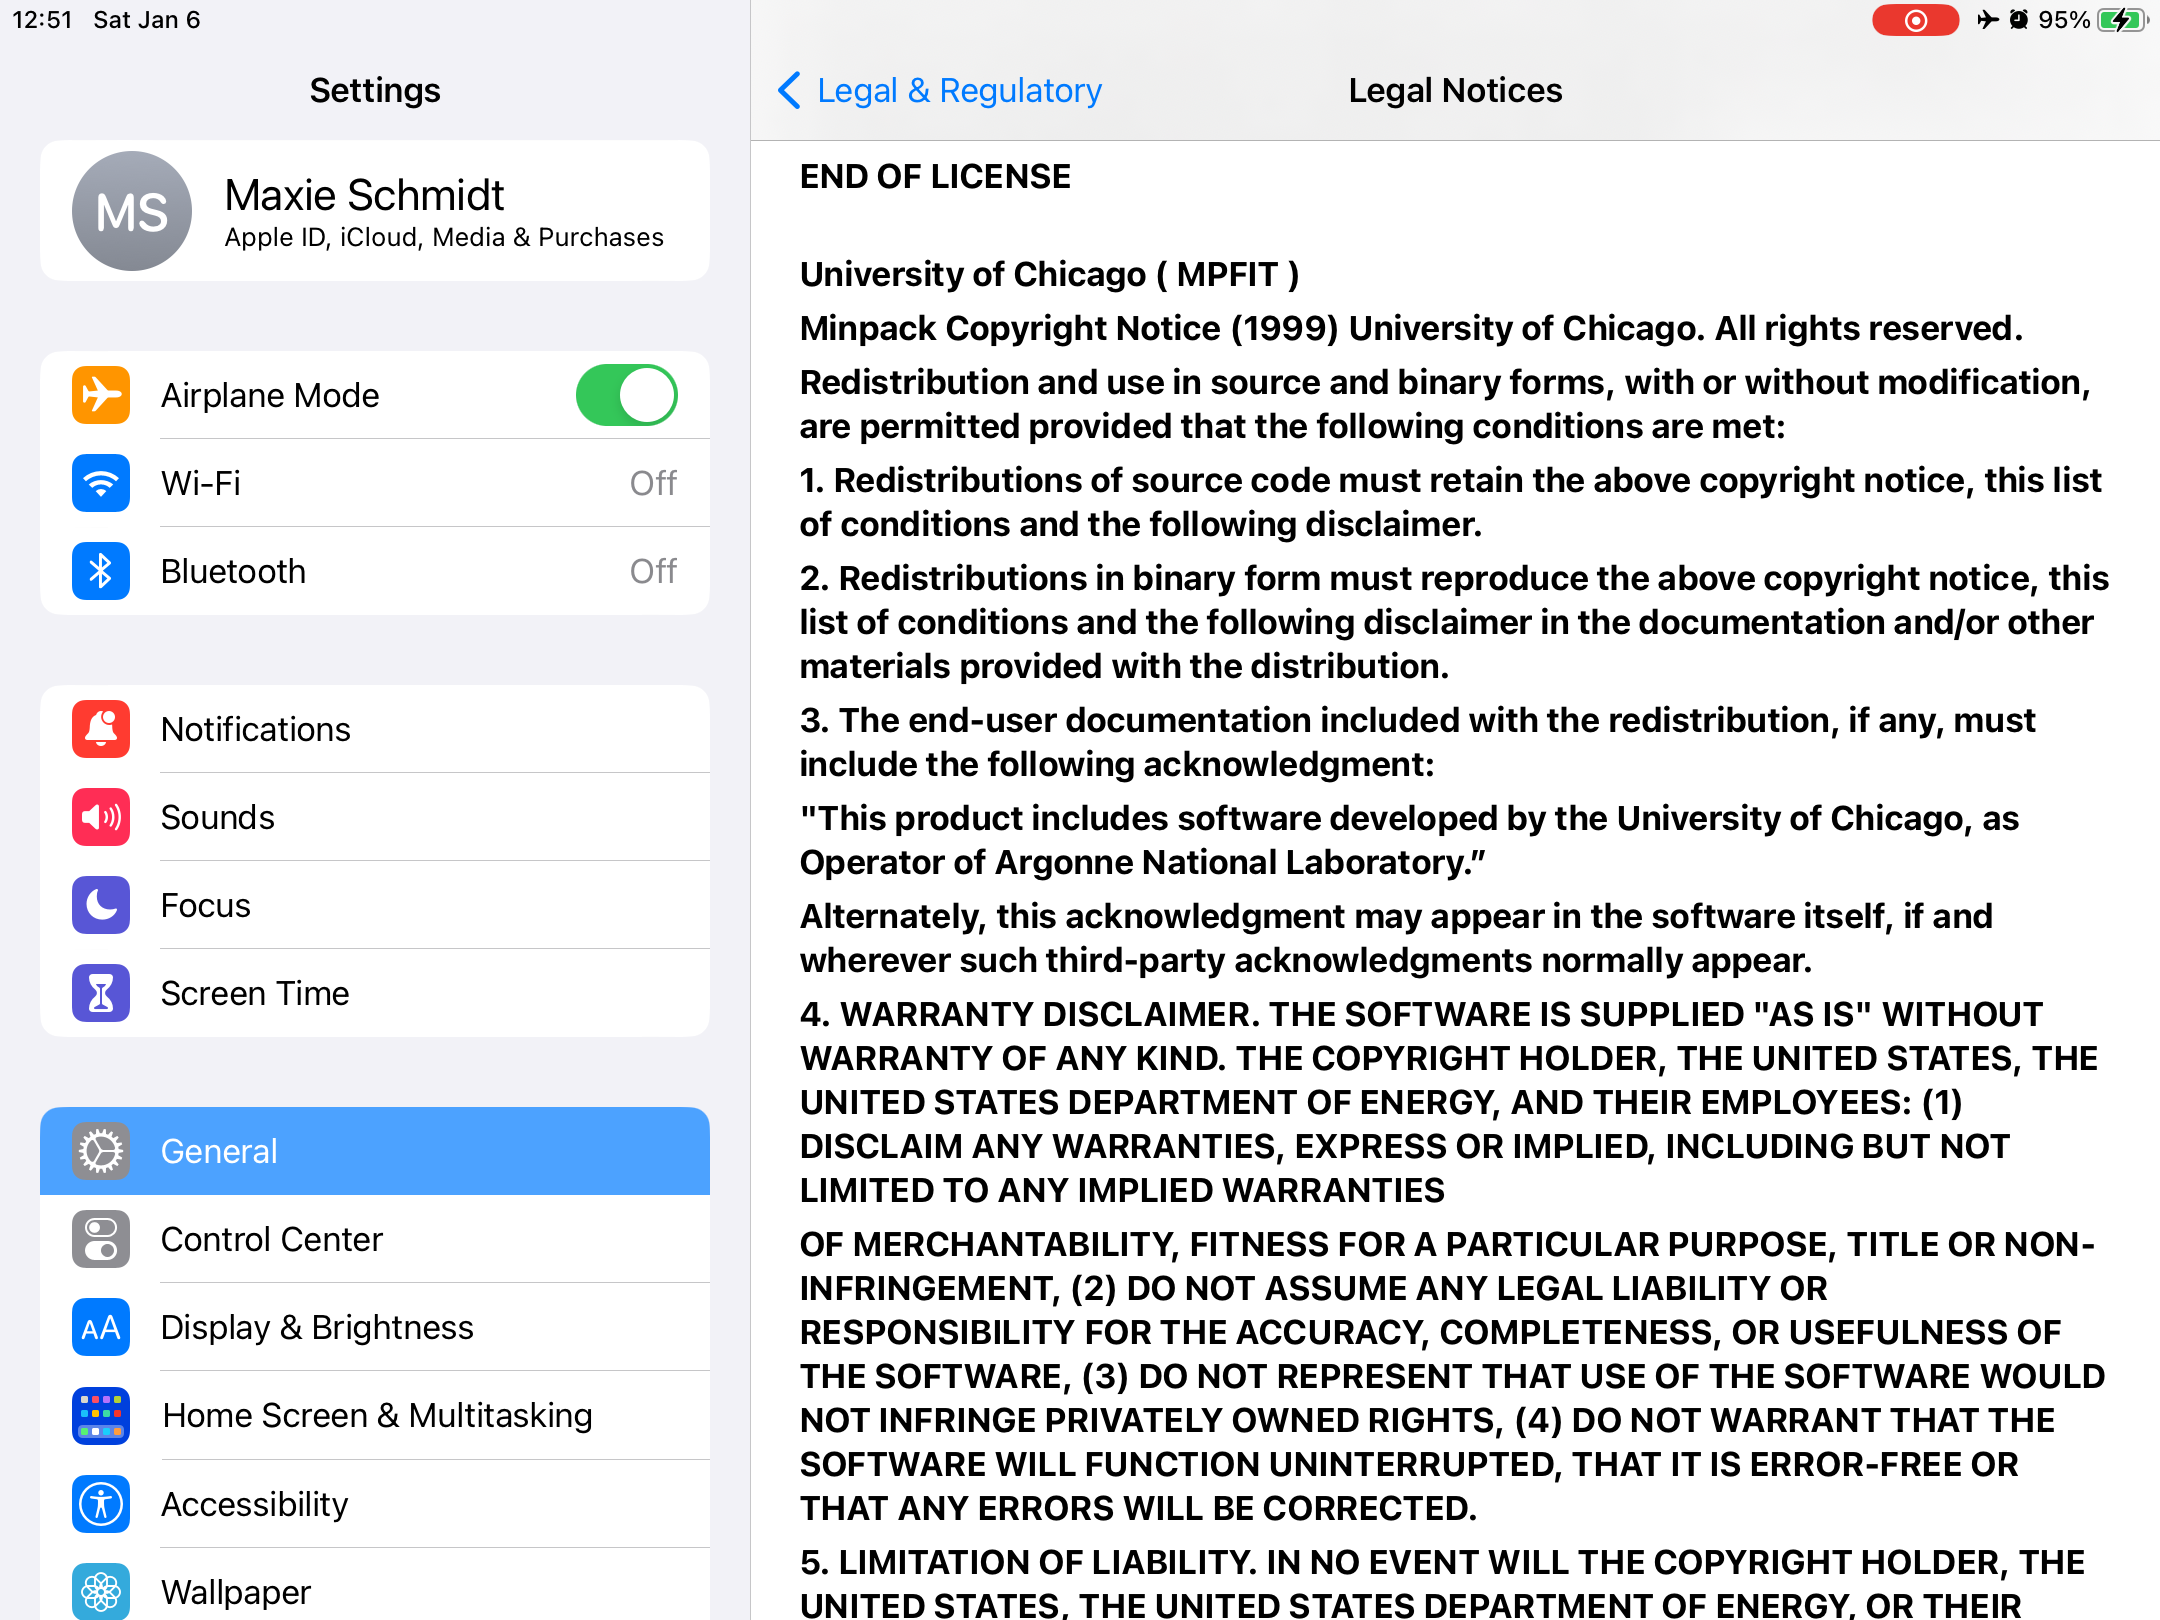 12:51 Sat Jan 6
95%
Settings
MS
Maxie Schmidt
Apple ID, iCloud, Media & Purchases
Airplane Mode
Wi-Fi Off
Bluetooth Off
Notifications
Sounds
Focus
Screen Time
General
Control Center
AA Display & Brightness
Home Screen & Multitasking
Accessibility
Wallpaper
Legal & Regulatory
Legal Notices
END OF LICENSE
University of Chicago ( MPFIT )
Minpack Copyright Notice (1999) University of Chicago. All rights reserved.
Redistribution and use in source and binary forms, with or without modification,
are permitted provided that the following conditions are met:
1. Redistributions of source code must retain the above copyright notice, this list
of conditions and the following disclaimer.
2. Redistributions in binary form must reproduce the above copyright notice, this
list of conditions and the following disclaimer in the documentation and/or other
materials provided with the distribution.
3. The end-user documentation included with the redistribution, if any, must
include the following acknowledgment:
"This product includes software developed by the University of Chicago, as
Operator of Argonne National Laboratory.”
Alternately, this acknowledgment may appear in the software itself, if and
wherever such third-party acknowledgments normally appear.
4. WARRANTY DISCLAIMER. THE SOFTWARE IS SUPPLIED "AS IS" WITHOUT
WARRANTY OF ANY KIND. THE COPYRIGHT HOLDER, THE UNITED STATES, THE
UNITED STATES DEPARTMENT OF ENERGY, AND THEIR EMPLOYEES: (1)
DISCLAIM ANY WARRANTIES, EXPRESS OR IMPLIED, INCLUDING BUT NOT
LIMITED TO ANY IMPLIED WARRANTIES
OF MERCHANTABILITY, FITNESS FOR A PARTICULAR PURPOSE, TITLE OR NON-
INFRINGEMENT, (2) DO NOT ASSUME ANY LEGAL LIABILITY OR
RESPONSIBILITY FOR THE ACCURACY, COMPLETENESS, OR USEFULNESS OF
THE SOFTWARE, (3) DO NOT REPRESENT THAT USE OF THE SOFTWARE WOULD
NOT INFRINGE PRIVATELY OWNED RIGHTS, (4) DO NOT WARRANT THAT THE
SOFTWARE WILL FUNCTION UNINTERRUPTED, THAT IT IS ERROR-FREE OR
THAT ANY ERRORS WILL BE CORRECTED.
5. LIMITATION OF LIABILITY. IN NO EVENT WILL THE COPYRIGHT HOLDER, THE
UNITED STATES, THE UNITED STATES DEPARTMENT OF ENERGY, OR THEIR